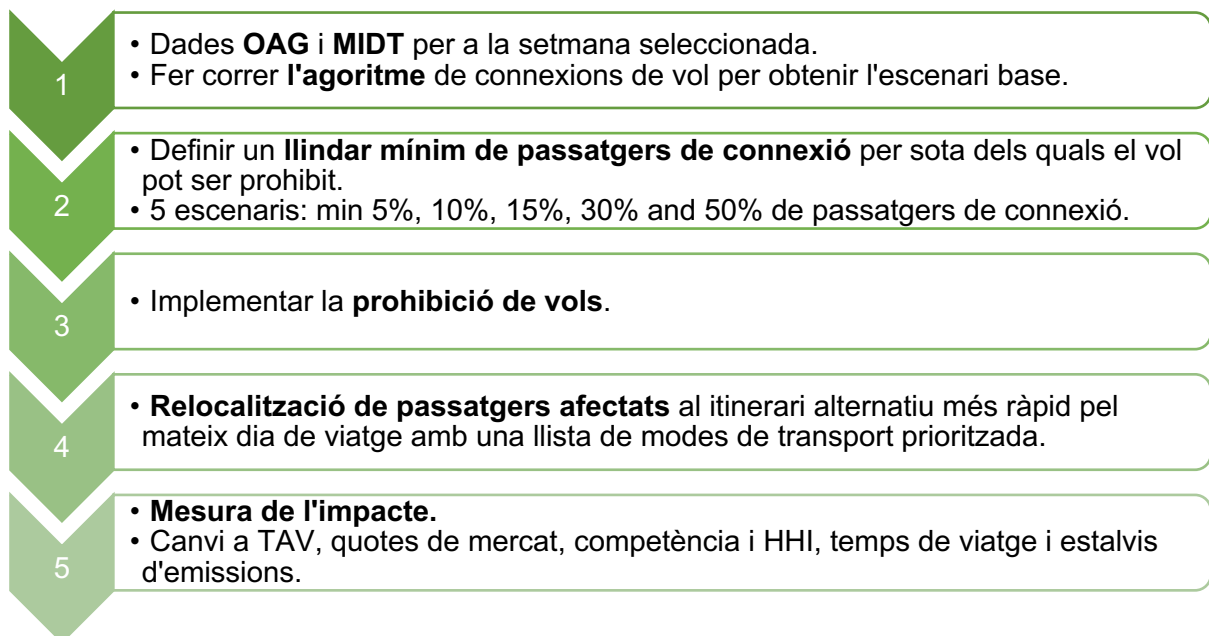 1
• Dades OAG i MIDT per a la setmana seleccionada.
• Fer correr l'agoritme de connexions de vol per obtenir l'escenari base.
2
• Definir un llindar mínim de passatgers de connexió per sota dels quals el vol
pot ser prohibit.
• 5 escenaris: min 5%, 10%, 15%, 30% and 50% de passatgers de connexió.
3
• Implementar la prohibició de vols.
4
• Relocalització de passatgers afectats al itinerari alternatiu més ràpid pel
mateix dia de viatge amb una llista de modes de transport prioritzada.
5
• Mesura de l'impacte.
• Canvi a TAV, quotes de mercat, competència i HHI, temps de viatge i estalvis
d'emissions.